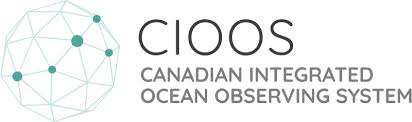 CIOOS
CANADIAN INTEGRATED
OCEAN OBSERVING SYSTEM